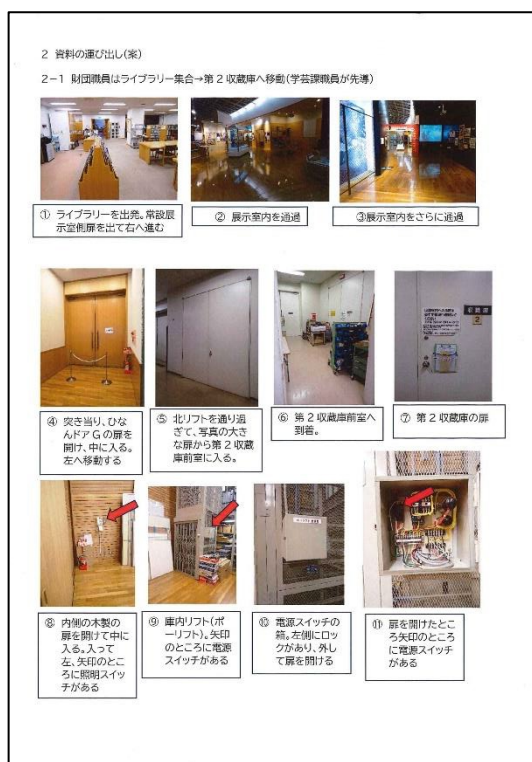 2 資料の運び出し(案)
2-1 財団職員はライブラリー集合→第2収蔵庫へ移動(学芸課職員が先導)
① ライブラリーを出発。常設展
示室側扉を出て右へ進む
② 展示室内を通過
③展示室内をさらに通過
④ 突き当り、ひな
んドアGの扉を
開け、中に入る。
左へ移動する
⑤ 北リフトを通り過
ぎて、写真の大き
な扉から第2収蔵
庫前室に入る。
⑥ 第2収蔵庫前室へ
到着。
収蔵庫
2
⑦ 第2収蔵庫の扉
⑧ 内側の木製の
扉を開けて中に
入る。入って
左、矢印のとこ
ろに照明スイッ
チがある
⑨ 庫内リフト(ポ
ーリフト)。矢印
のところに電源
スイッチがある
⑩ 電源スイッチの
箱。左側にロッ
クがあり、外し
て扉を開ける
⑪ 扉を開けたとこ
ろ矢印のところ
に電源スイッチ
がある